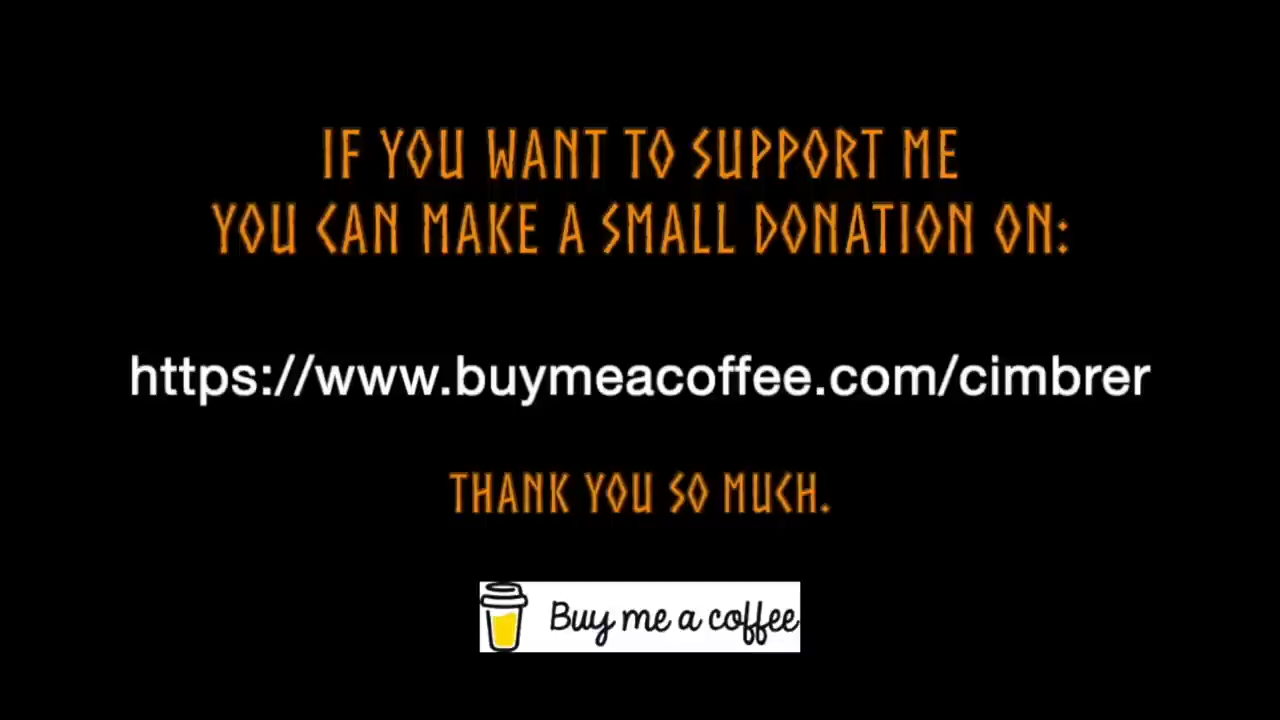 IF YOU WANT TO SUPPORT ME
YOU CAN MAKE A SMALL DONATION ON:
https://www.buymeacoffee.com/cimbrer
THANK YOU SO MUCH.
Buy me a coffee